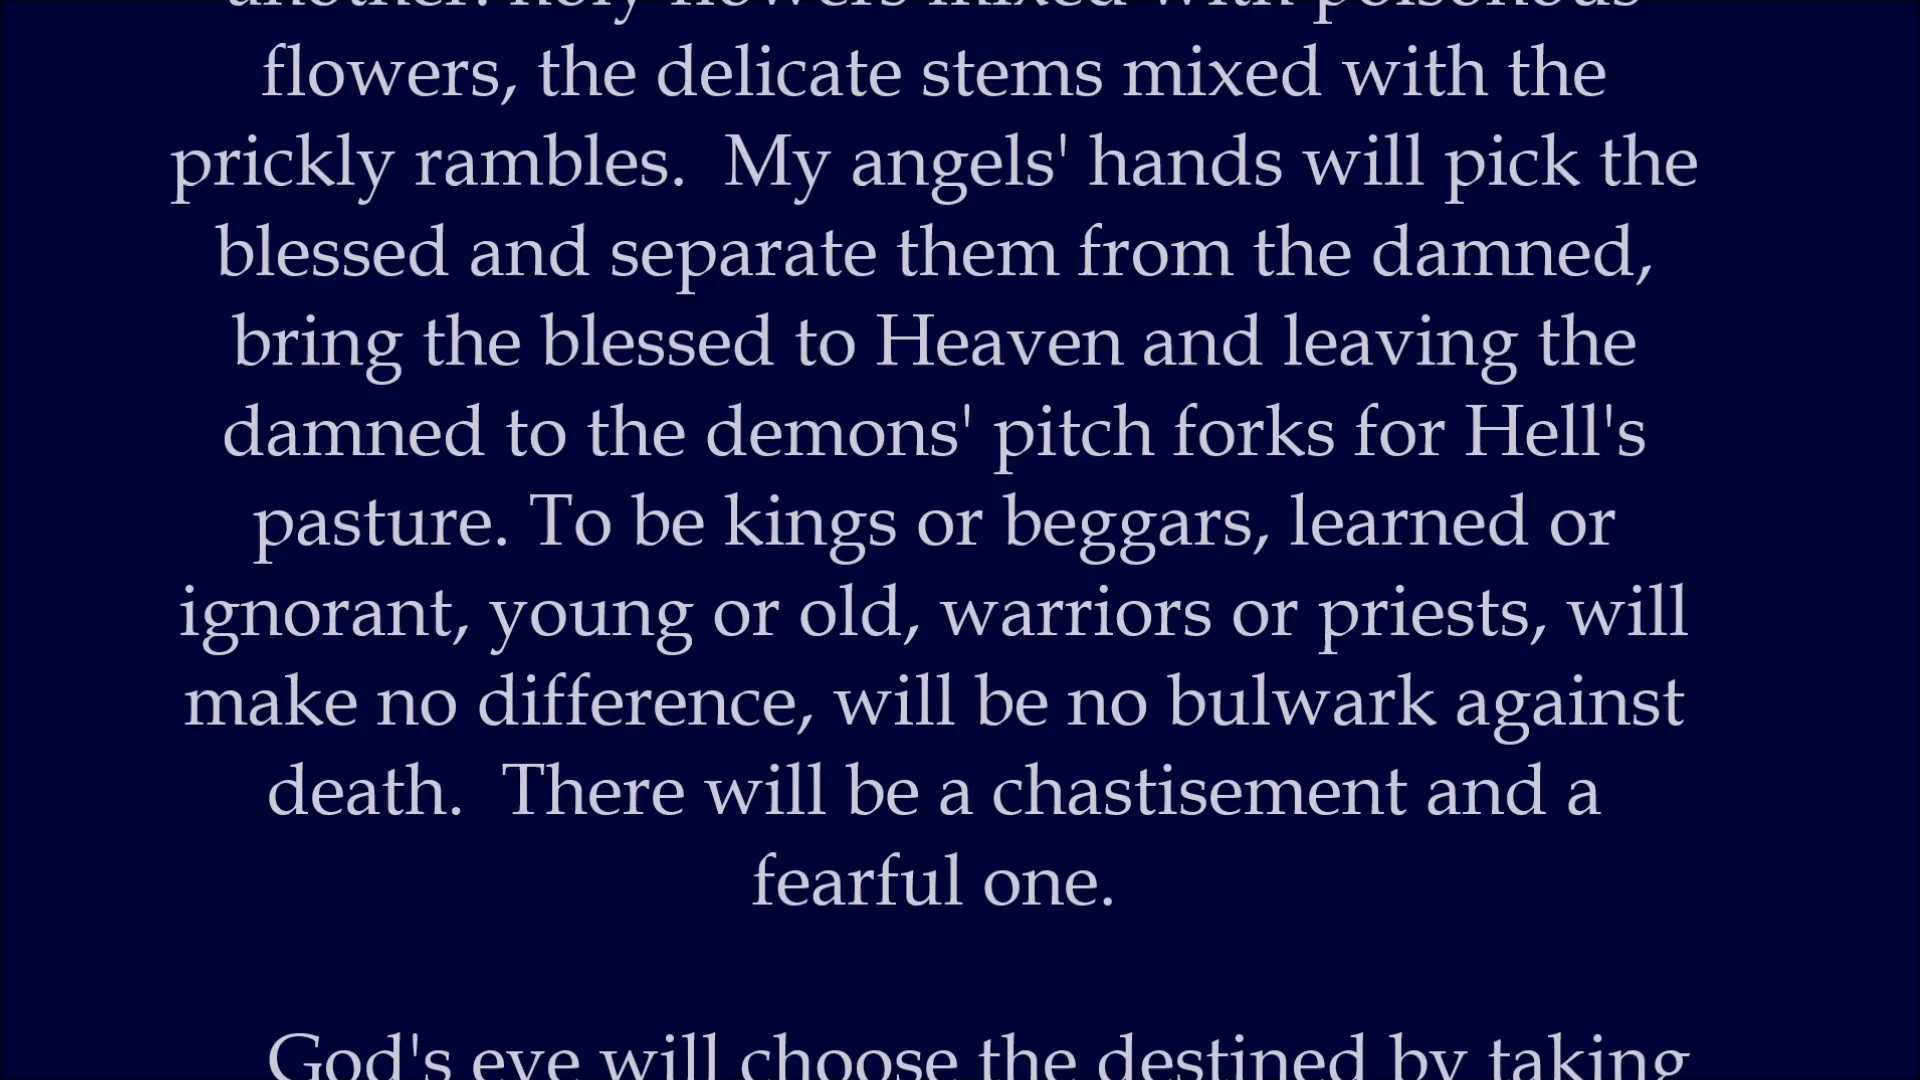 another: holy flowers mixed with poisonous
flowers, the delicate stems mixed with the
prickly rambles.  My angels' hands will pick the
blessed and separate them from the damned,
bring the blessed to Heaven and leaving the
damned to the demons' pitch forks for Hell's
pasture. To be kings or beggars, learned or
ignorant, young or old, warriors or priests, will
make no difference, will be no bulwark against
death.  There will be a chastisement and a
fearful one.
God's eye will choose the destined by taking